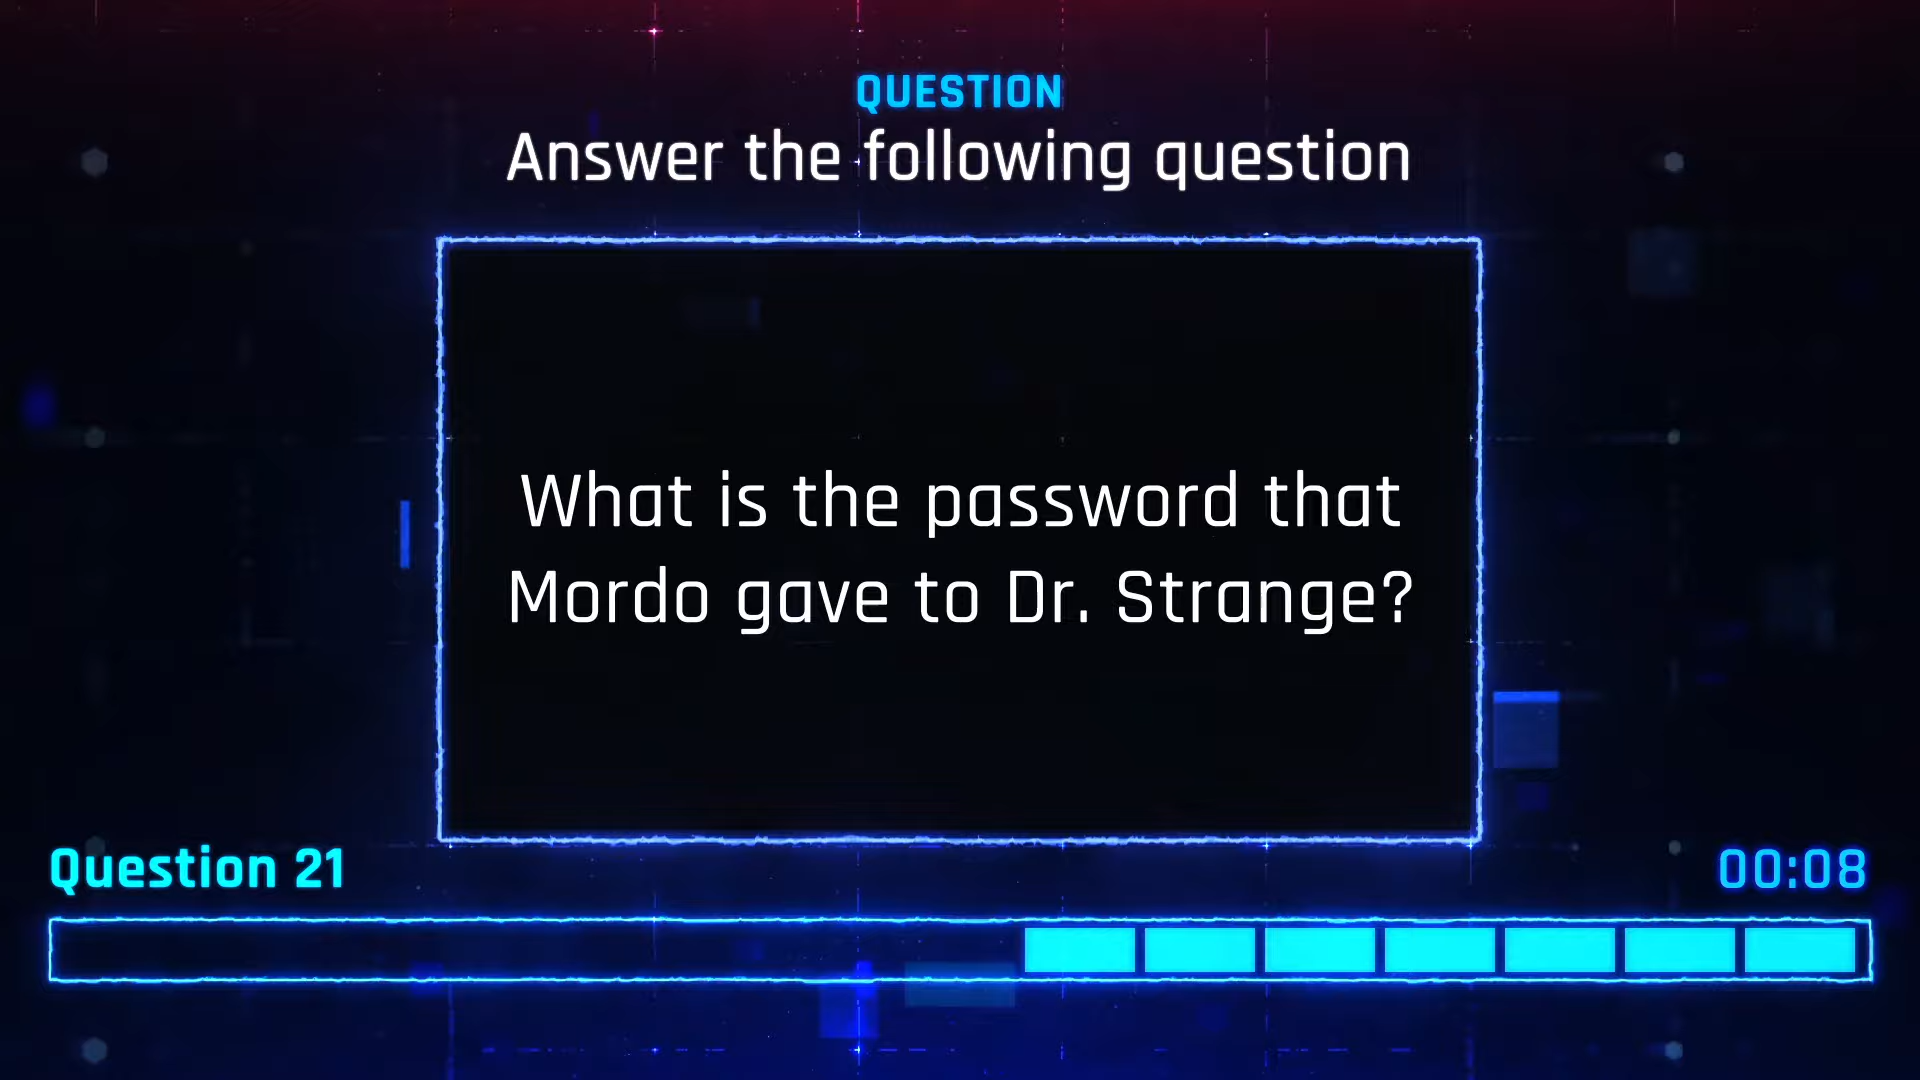 QUESTION
Answer the following question
What is the password that
Mordo gave to Dr. Strange?
Question 21
00:08